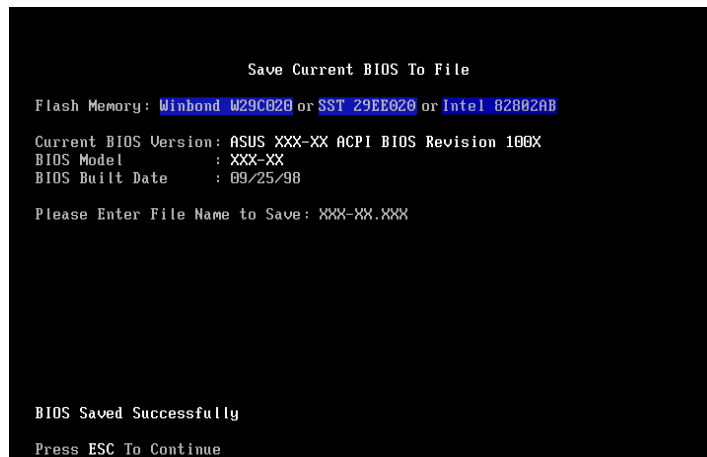 Save Current BIOS To File
Flash Memory: Winbond W29C020 or SST 29EE020 or Intel 82802AB
Current BIOS Version: ASUS XXX-XX ACPI BIOS Revision 100X
BIOS Model : XXX-XX
BIOS Built Date : 09/25/98
Please Enter File Name to Save: XXX-XX.XXX
BIOS Saved Successfully
Press ESC To Continue